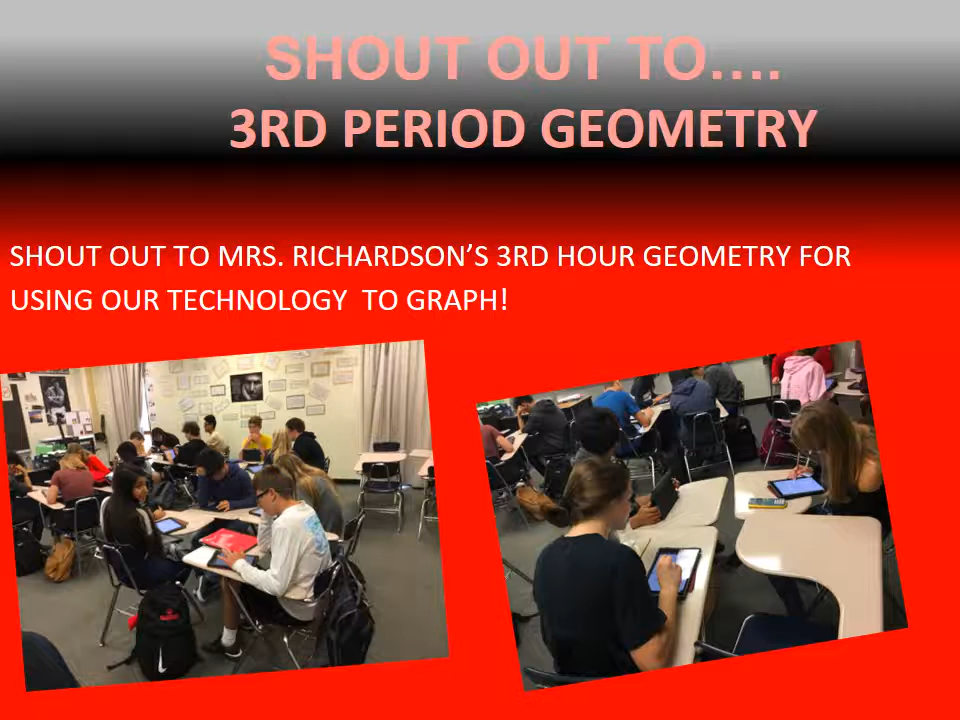 SHOUT OUT TO....
3RD PERIOD GEOMETRY
SHOUT OUT TO MRS. RICHARDSON'S 3RD HOUR GEOMETRY FOR
USING OUR TECHNOLOGY TO GRAPH!